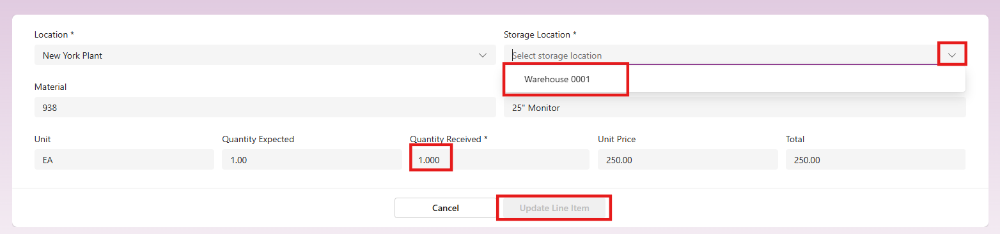 Location *
Storage Location *
New York Plant
Select storage location
Warehouse 0001
Material
938
25" Monitor
Unit
Quantity Expected
Quantity Received *
Unit Price
Total
EA
1.00
1.000
250.00
250.00
Cancel
Update Line Item